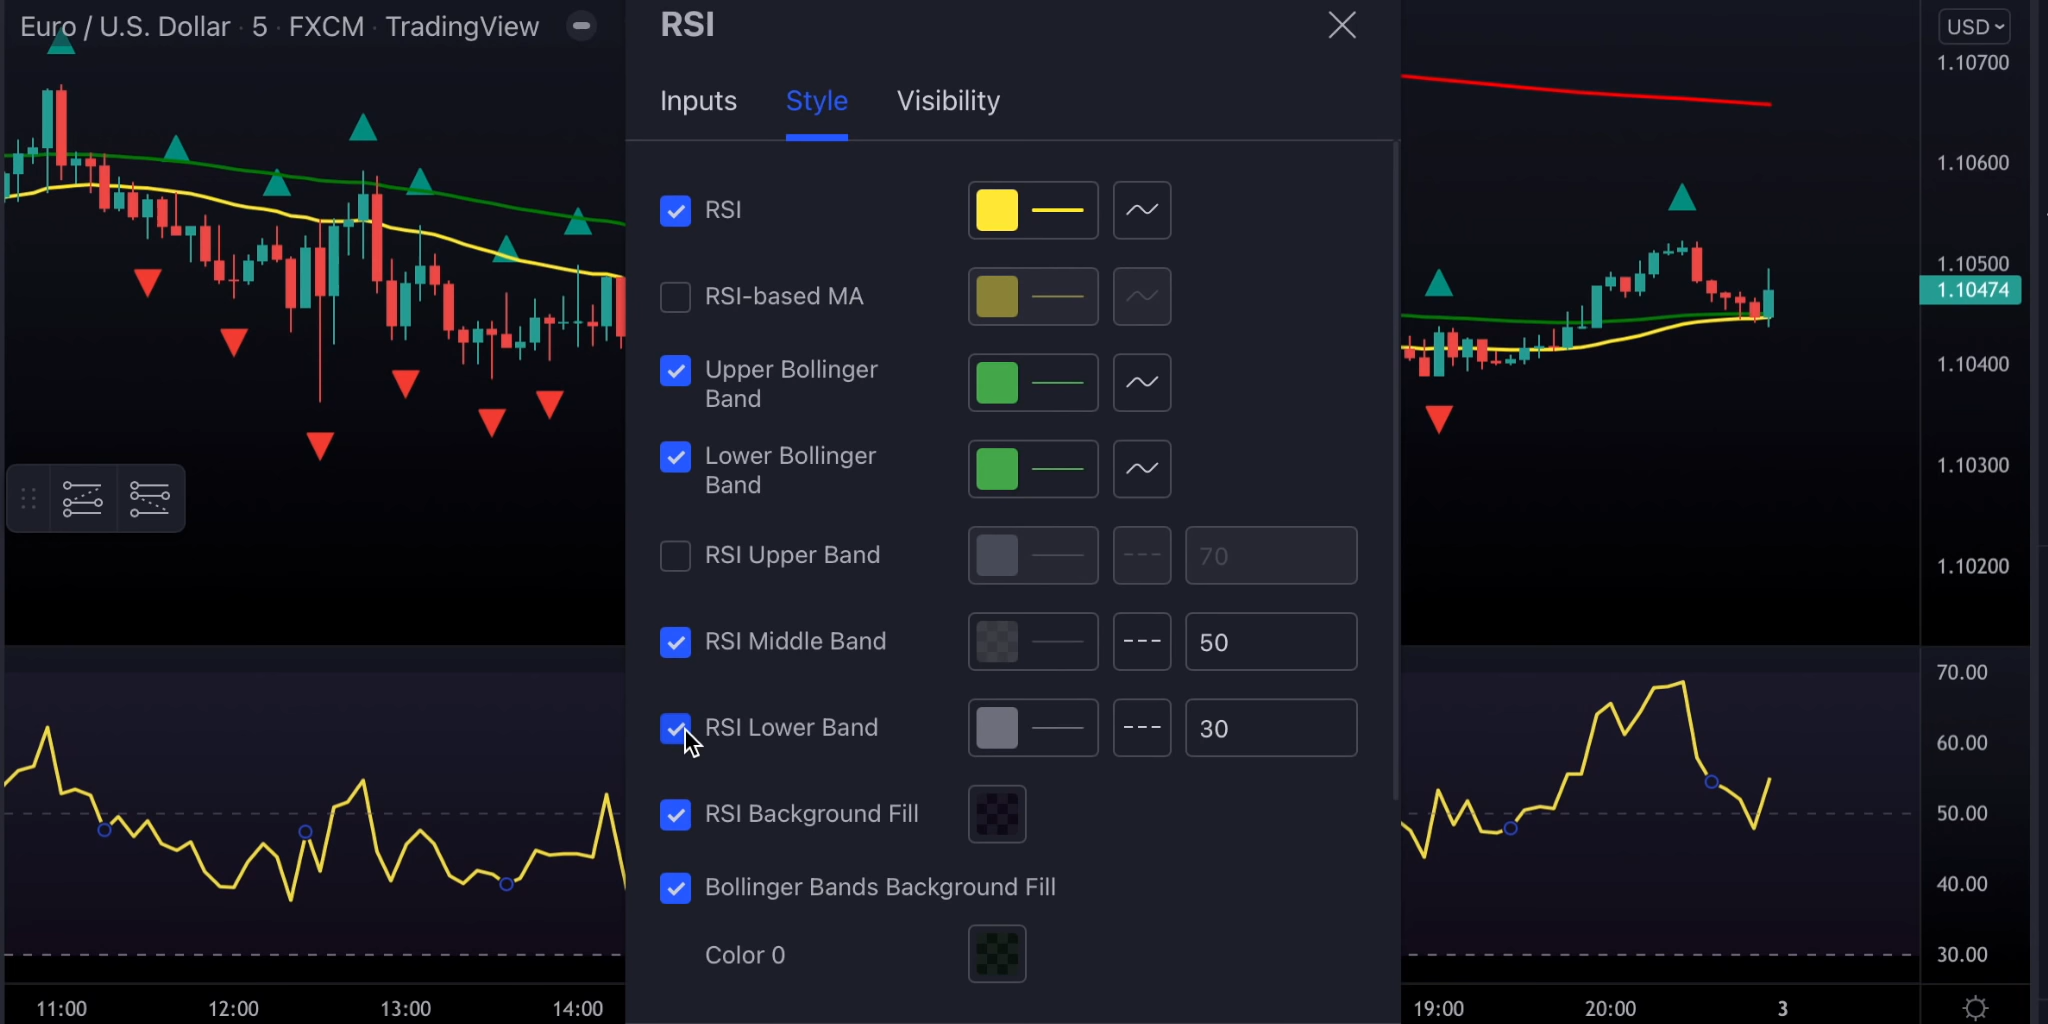 Euro / U.S. Dollar · 5 · FXCM · TradingView
RSI
USD
Inputs
Style
Visibility
RSI
RSI-based MA
Upper Bollinger
Band
Lower Bollinger
Band
RSI Upper Band
70
RSI Middle Band
50
RSI Lower Band
30
RSI Background Fill
Bollinger Bands Background Fill
Color 0
1.10700
1.10600
1.10500
1.10474
1.10400
1.10300
1.10200
70.00
60.00
50.00
40.00
30.00
11:00
12:00
13:00
14:00
19:00
20:00
3